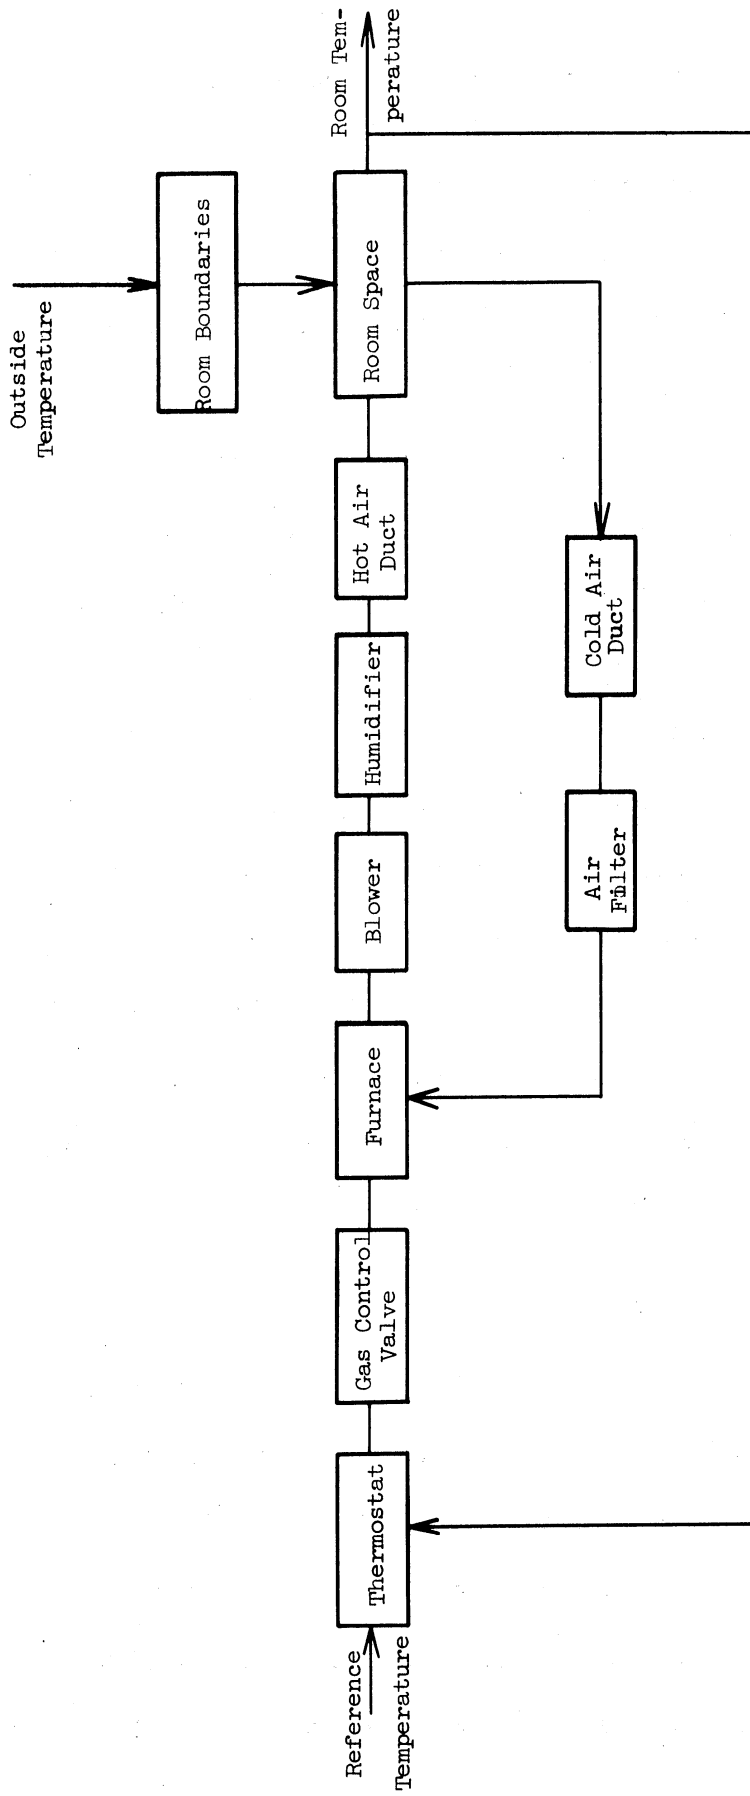 Outside
Temperature
Room Boundaries
Reference
Temperature
Thermostat
Gas Control
Valve
Furnace
Blower
Humidifier
Hot Air
Duct
Room Space
Room Tem-
perature
Air
Filter
Cold Air
Duct